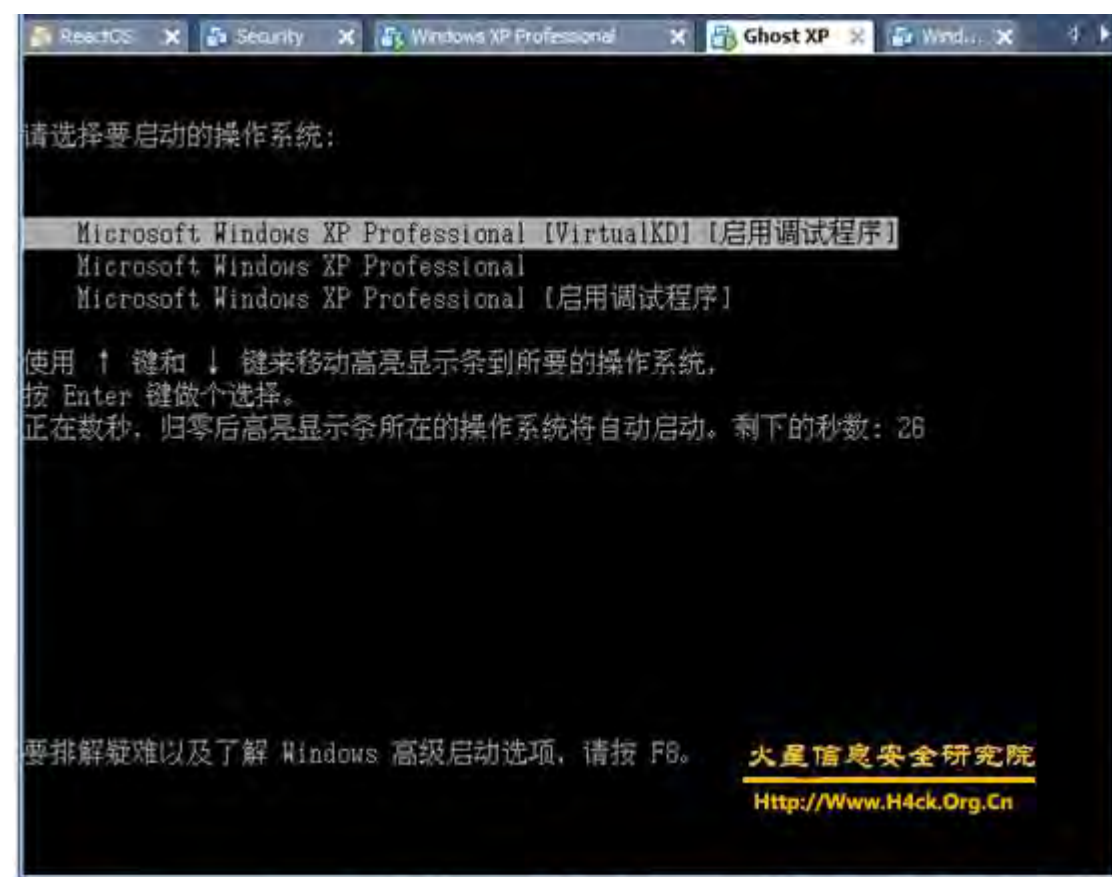 ReactOS
Security
Windows XP Professional
Ghost XP
Wind...
请选择要启动的操作系统:
Microsoft Windows XP Professional [VirtualKD] [启用调试程序]
Microsoft Windows XP Professional
Microsoft Windows XP Professional [启用调试程序]
使用 ↑ 键和 ↓ 键来移动高亮显示条到所要的操作系统,
按 Enter 键做个选择。
正在数秒, 归零后高亮显示条所在的操作系统将自动启动。剩下的秒数: 26
要排解疑难以及了解 Windows 高级启动选项, 请按 F8。
火星信息安全研究院
Http://Www.H4ck.Org.Cn